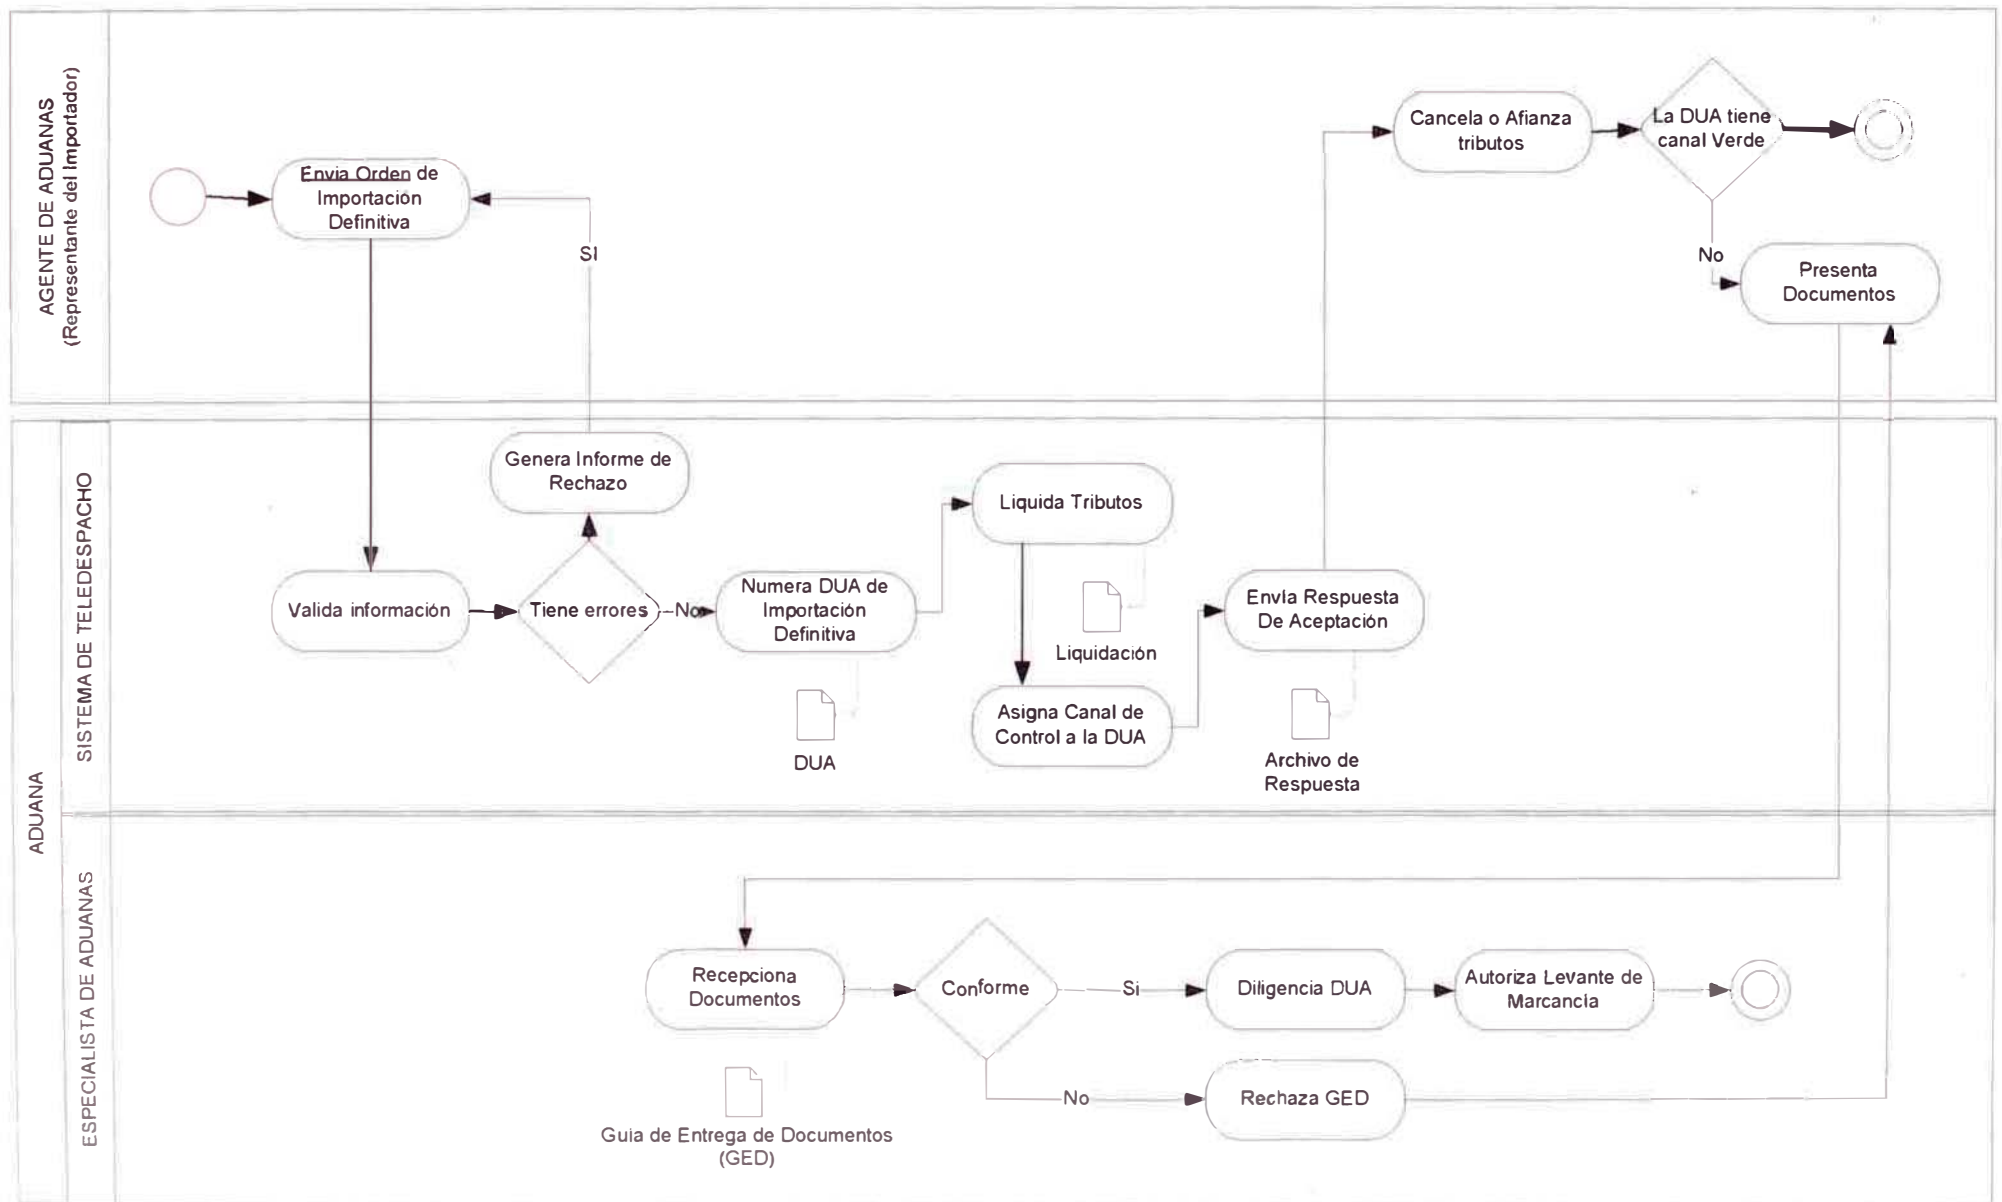 AGENTE DE ADUANAS
(Representante del Importador)
Envia Orden de
Importación
Definitiva
SI
Cancela o Afianza
tributos
La DUA tiene
canal Verde
No
Presenta
Documentos
ADUANA
SISTEMA DE TELEDESPACHO
Genera Informe de
Rechazo
Valida información
Tiene errores
No
Numera DUA de
Importación
Definitiva
DUA
Liquida Tributos
Liquidación
Asigna Canal de
Control a la DUA
Envía Respuesta
De Aceptación
Archivo de
Respuesta
ESPECIALISTA DE ADUANAS
Recepciona
Documentos
Guia de Entrega de Documentos
(GED)
Conforme
Si
Diligencia DUA
Autoriza Levante de
Marcancía
No
Rechaza GED